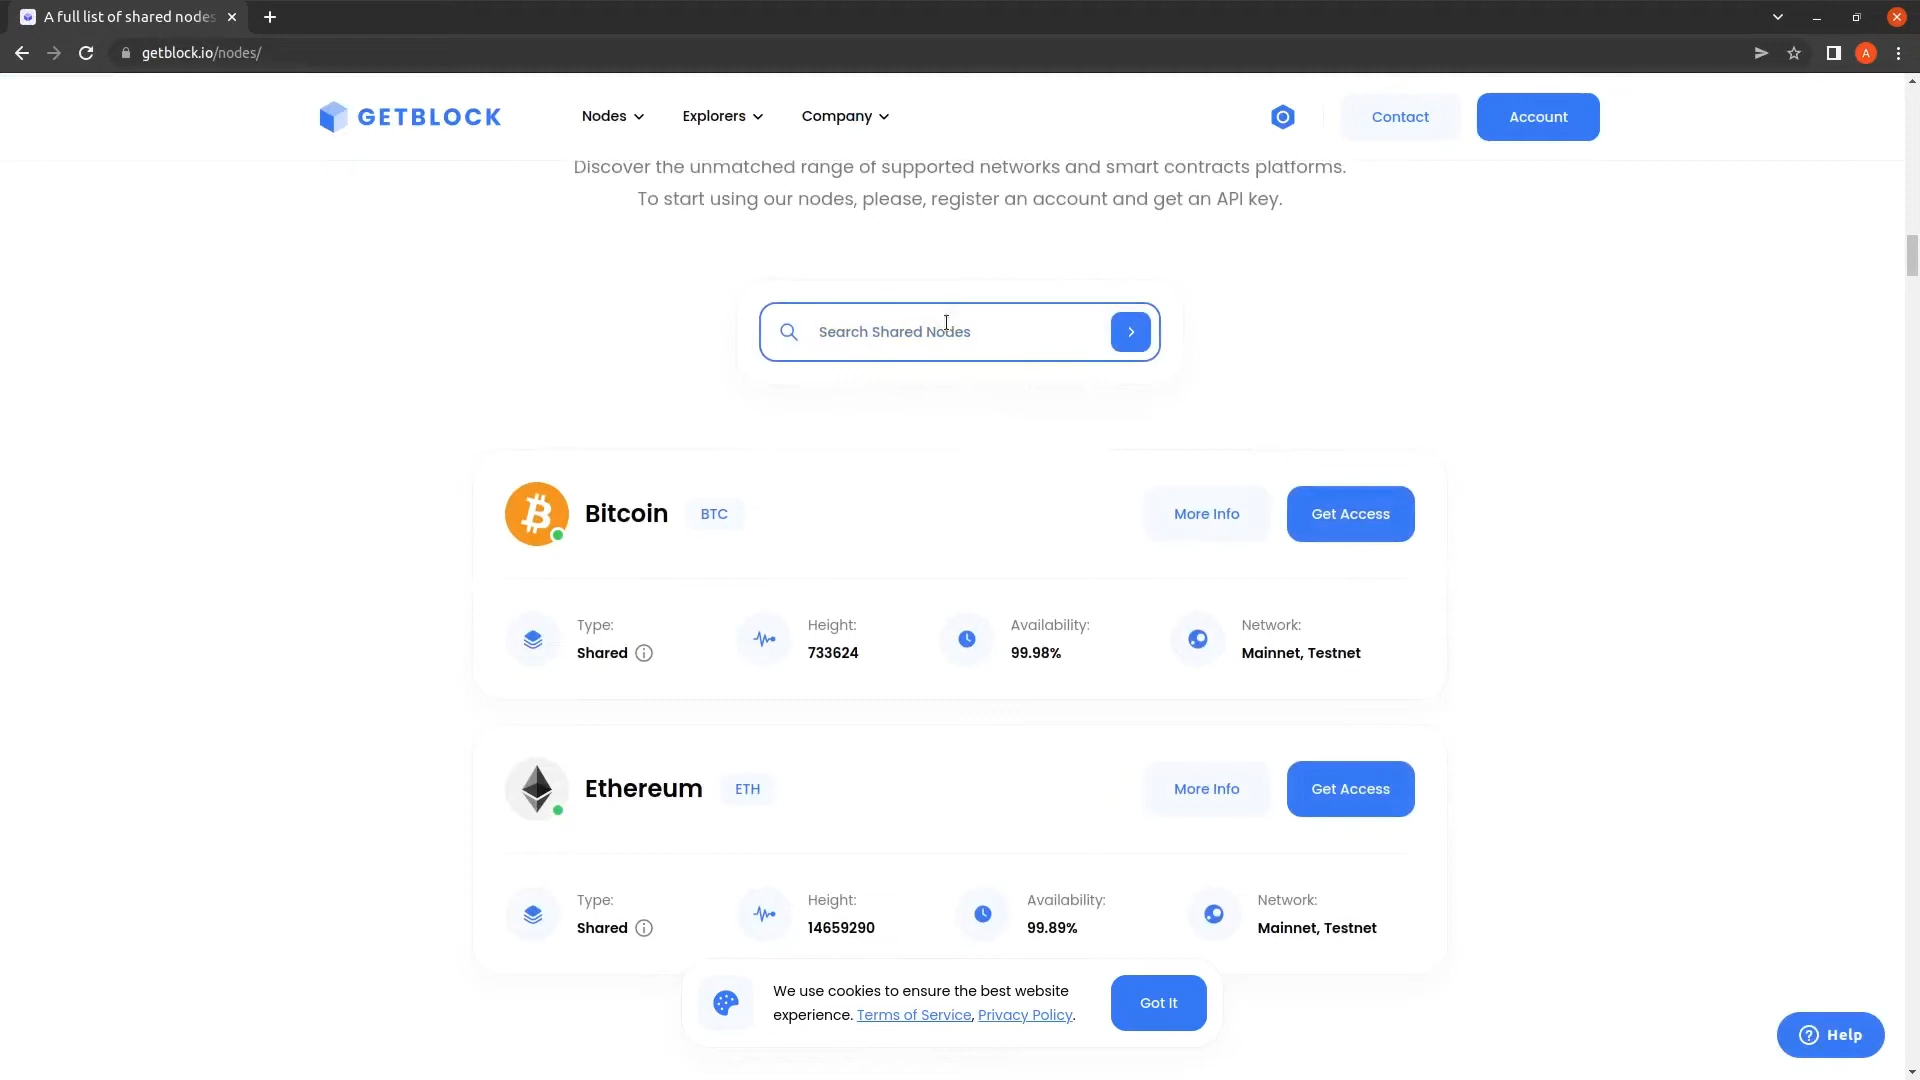 A full list of shared nodes
getblock.io/nodes/
A
GETBLOCK
Nodes
Explorers
Company
Contact
Account
Discover the unmatched range of supported networks and smart contracts platforms.
To start using our nodes, please, register an account and get an API key.
Search Shared Nodes
Bitcoin
BTC
More Info
Get Access
Type:
Shared
Height:
733624
Availability:
99.98%
Network:
Mainnet, Testnet
Ethereum
ETH
More Info
Get Access
Type:
Shared
Height:
14659290
Availability:
99.89%
Network:
Mainnet, Testnet
We use cookies to ensure the best website
experience. Terms of Service, Privacy Policy.
Got It
Help